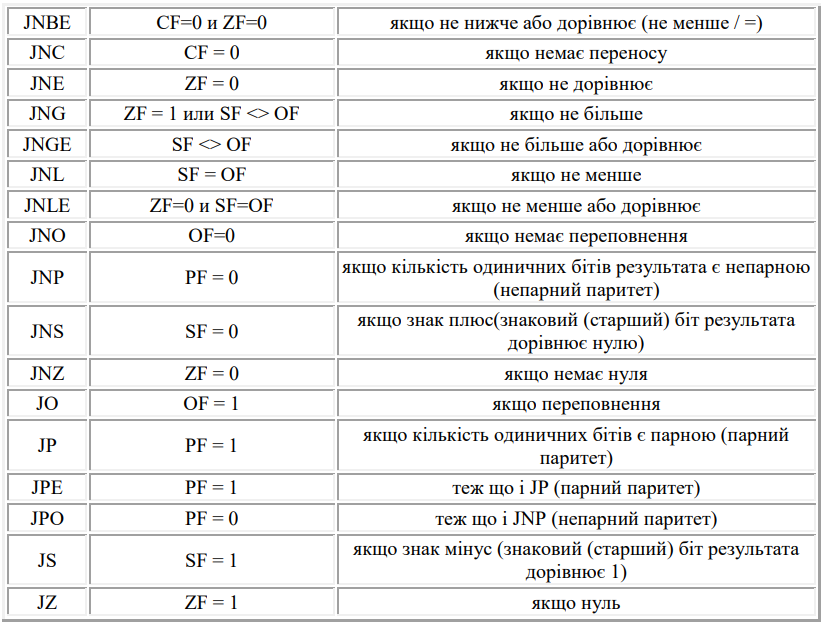 JNBE CF=0 и ZF=0 якщо не нижче або дорівнює (не менше / =)
JNC CF = 0 якщо немає переносу
JNE ZF = 0 якщо не дорівнює
JNG ZF = 1 или SF <> OF якщо не більше
JNGE SF <> OF якщо не більше або дорівнює
JNL SF = OF якщо не менше
JNLE ZF=0 и SF=OF якщо не менше або дорівнює
JNO OF=0 якщо немає переповнення
JNP PF = 0 якщо кількість одиничних бітів результата є непарною
(непарний паритет)
JNS SF = 0 якщо знак плюс(знаковий (старший) біт результата
дорівнює нулю)
JNZ ZF = 0 якщо немає нуля
JO OF = 1 якщо переповнення
JP PF = 1 якщо кількість одиничних бітів є парною (парний
паритет)
JPE PF = 1 теж що і JP (парний паритет)
JPO PF = 0 теж що і JNP (непарний паритет)
JS SF = 1 якщо знак мінус (знаковий (старший) біт результата
дорівнює 1)
JZ ZF = 1 якщо нуль